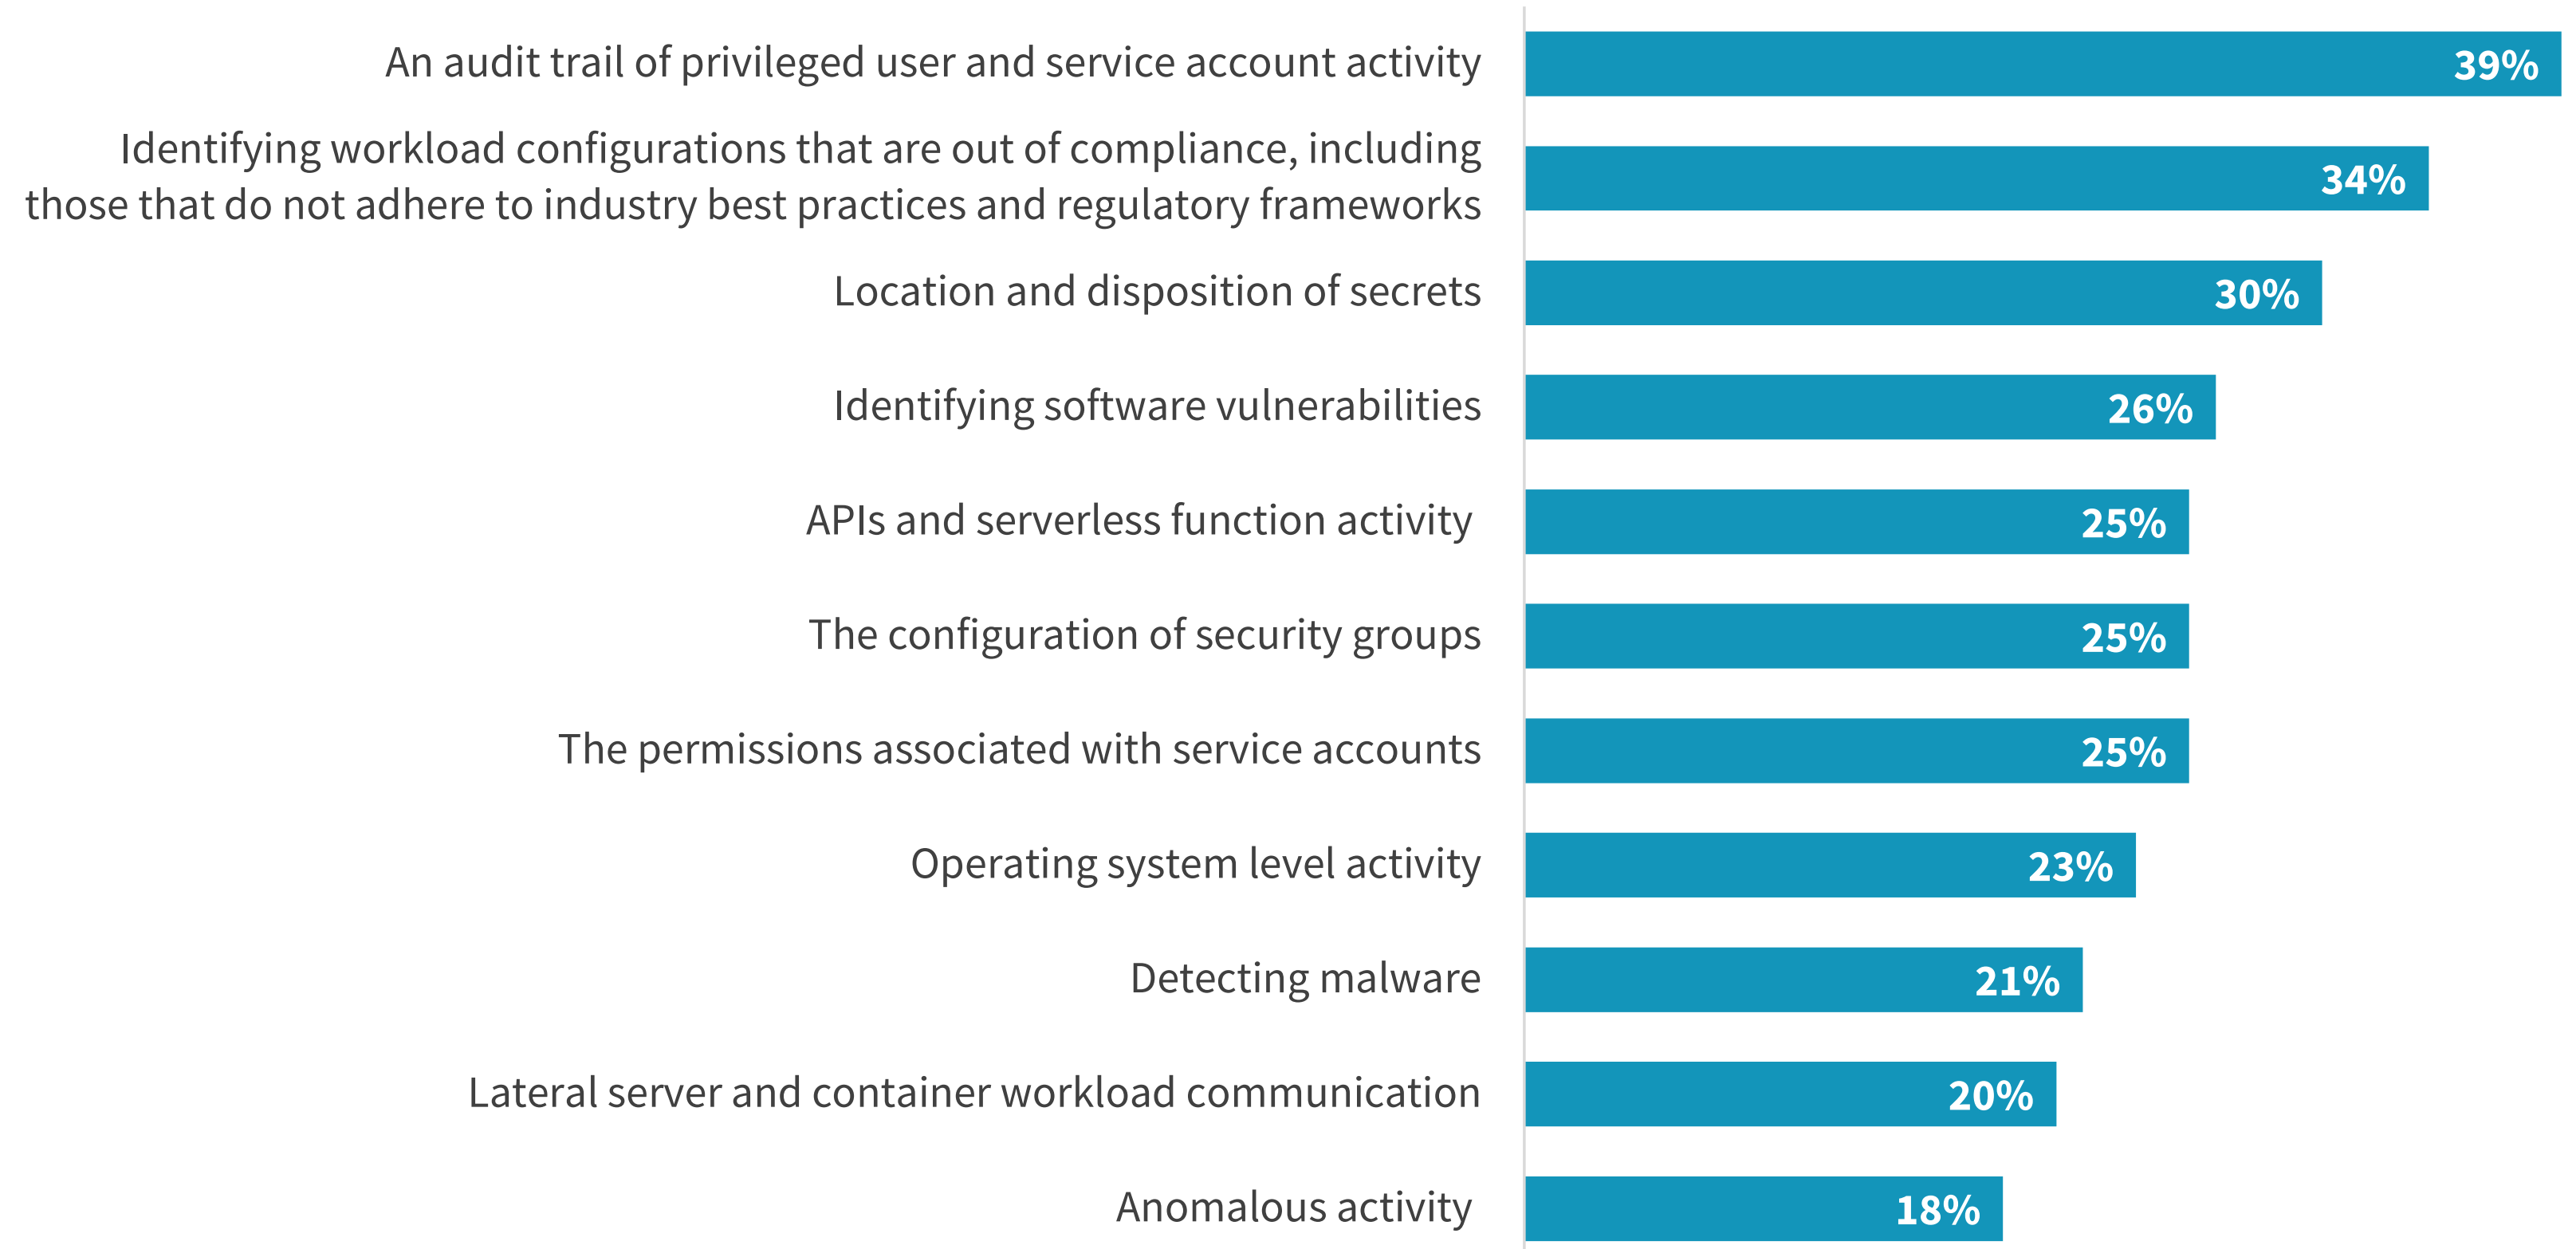 An audit trail of privileged user and service account activity 39%
Identifying workload configurations that are out of compliance, including
those that do not adhere to industry best practices and regulatory frameworks 34%
Location and disposition of secrets 30%
Identifying software vulnerabilities 26%
APIs and serverless function activity 25%
The configuration of security groups 25%
The permissions associated with service accounts 25%
Operating system level activity 23%
Detecting malware 21%
Lateral server and container workload communication 20%
Anomalous activity 18%